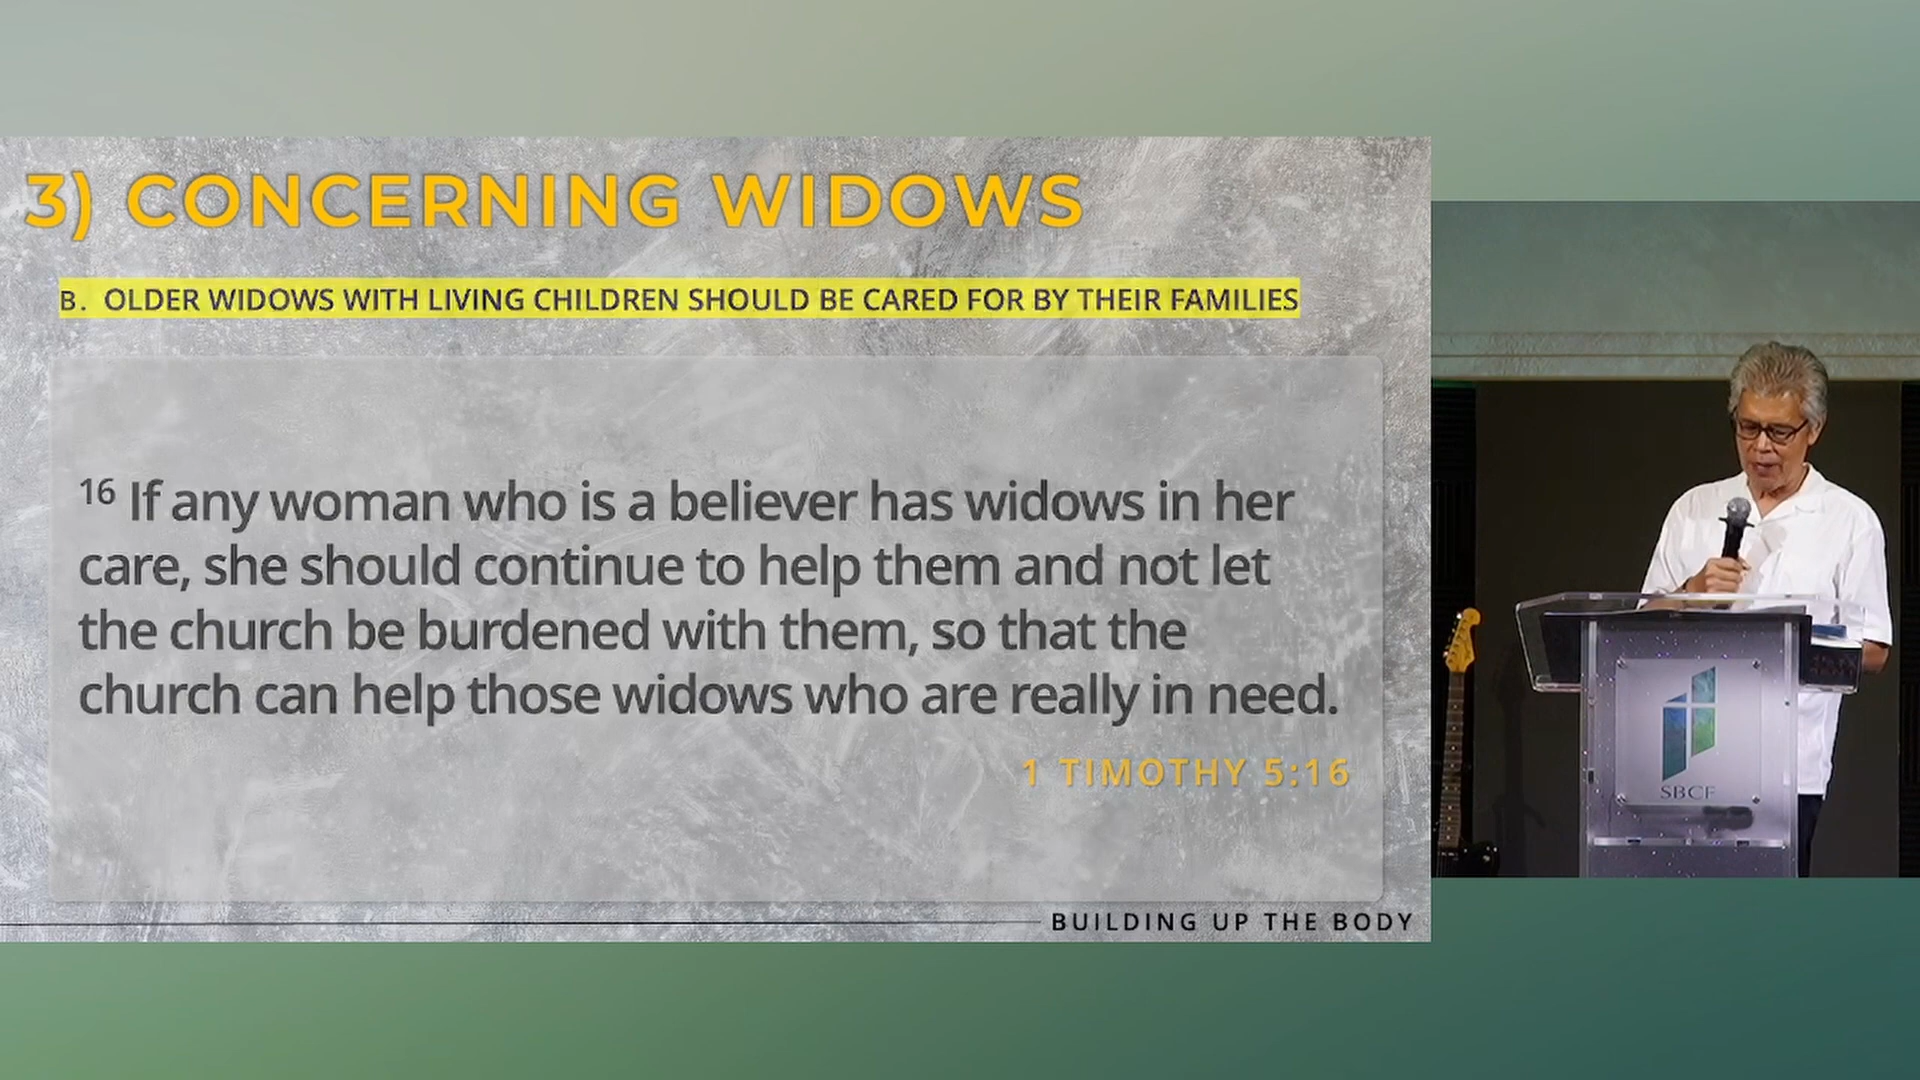 3) CONCERNING WIDOWS
B. OLDER WIDOWS WITH LIVING CHILDREN SHOULD BE CARED FOR BY THEIR FAMILIES
16 If any woman who is a believer has widows in her
care, she should continue to help them and not let
the church be burdened with them, so that the
church can help those widows who are really in need.
1 TIMOTHY 5:16
BUILDING UP THE BODY
SBCF